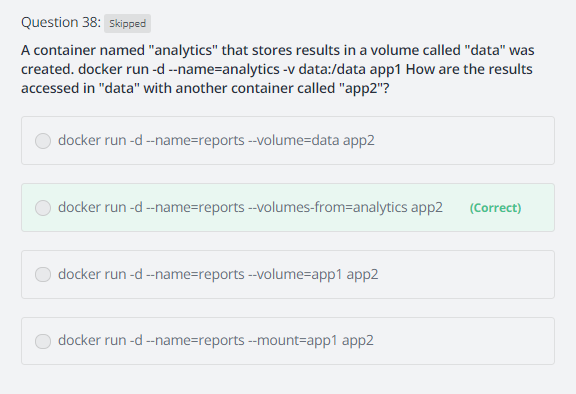 Question 38: Skipped
A container named "analytics" that stores results in a volume called "data" was
created. docker run -d --name=analytics -v data:/data app1 How are the results
accessed in "data" with another container called "app2"?
docker run -d --name=reports --volume=data app2
docker run -d --name=reports --volumes-from=analytics app2 (Correct)
docker run -d --name=reports --volume=app1 app2
docker run -d --name=reports --mount=app1 app2